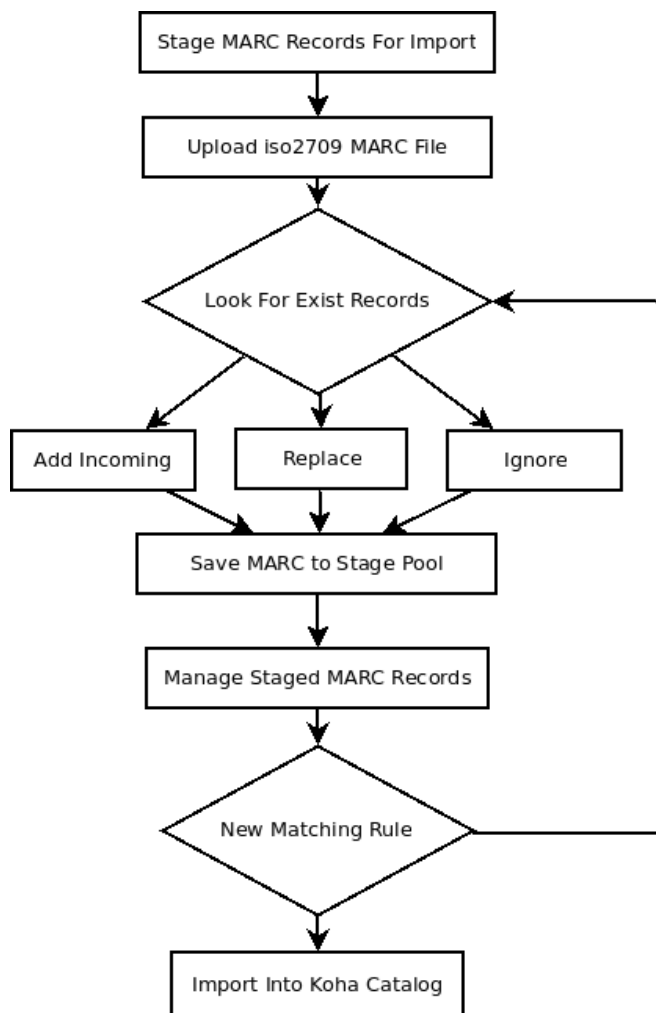 Stage MARC Records For Import
Upload iso2709 MARC File
Look For Exist Records
Add Incoming
Replace
Ignore
Save MARC to Stage Pool
Manage Staged MARC Records
New Matching Rule
Import Into Koha Catalog